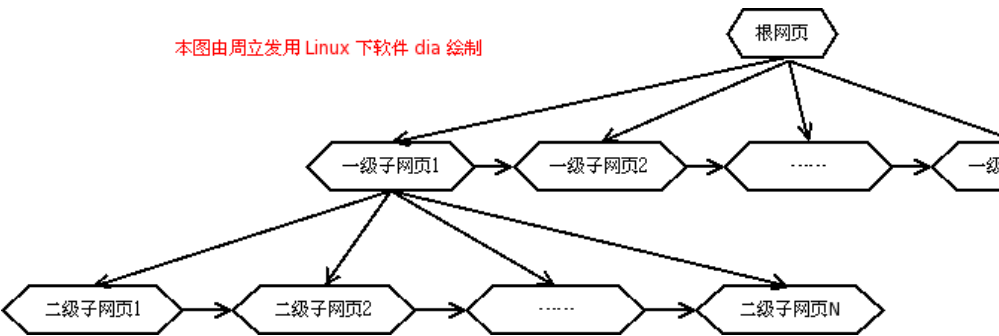 根网页
本图由周立发用 Linux 下软件 dia 绘制
一级子网页1
一级子网页2
……
一级
二级子网页1
二级子网页2
……
二级子网页N